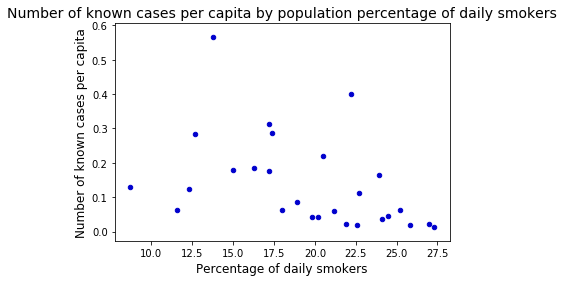 Number of known cases per capita by population percentage of daily smokers
Number of known cases per capita
0.6
0.5
0.4
0.3
0.2
0.1
0.0
10.0 12.5 15.0 17.5 20.0 22.5 25.0 27.5
Percentage of daily smokers